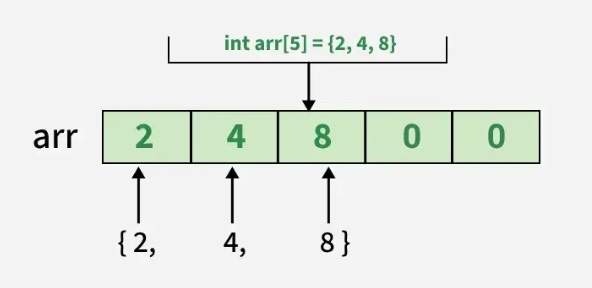 int arr[5] = {2, 4, 8}
arr 2 4 8 0 0
{ 2, 4, 8 }